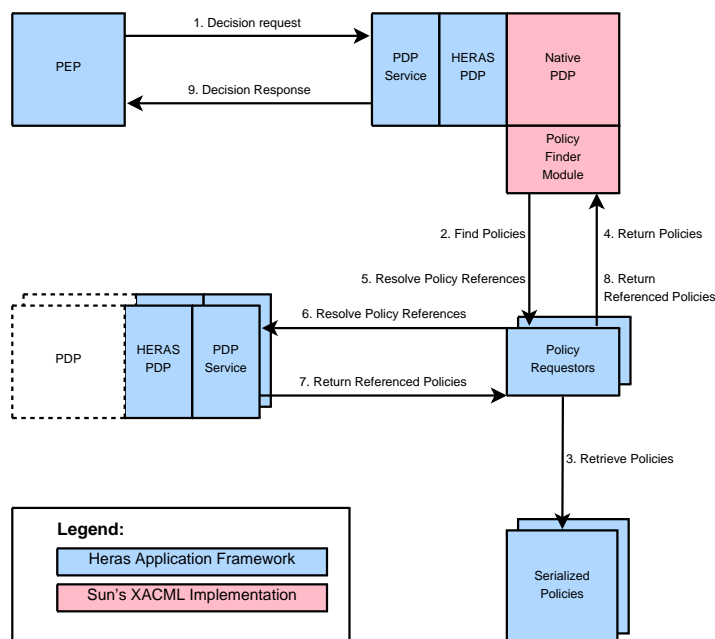 1. Decision request
PEP
PDP
Service
HERAS
PDP
Native
PDP
9. Decision Response
Policy
Finder
Module
2. Find Policies
4. Return Policies
5. Resolve Policy References
8. Return
Referenced Policies
6. Resolve Policy References
PDP
HERAS
PDP
PDP
Service
Policy
Requestors
7. Return Referenced Policies
3. Retrieve Policies
Legend:
Heras Application Framework
Sun's XACML Implementation
Serialized
Policies